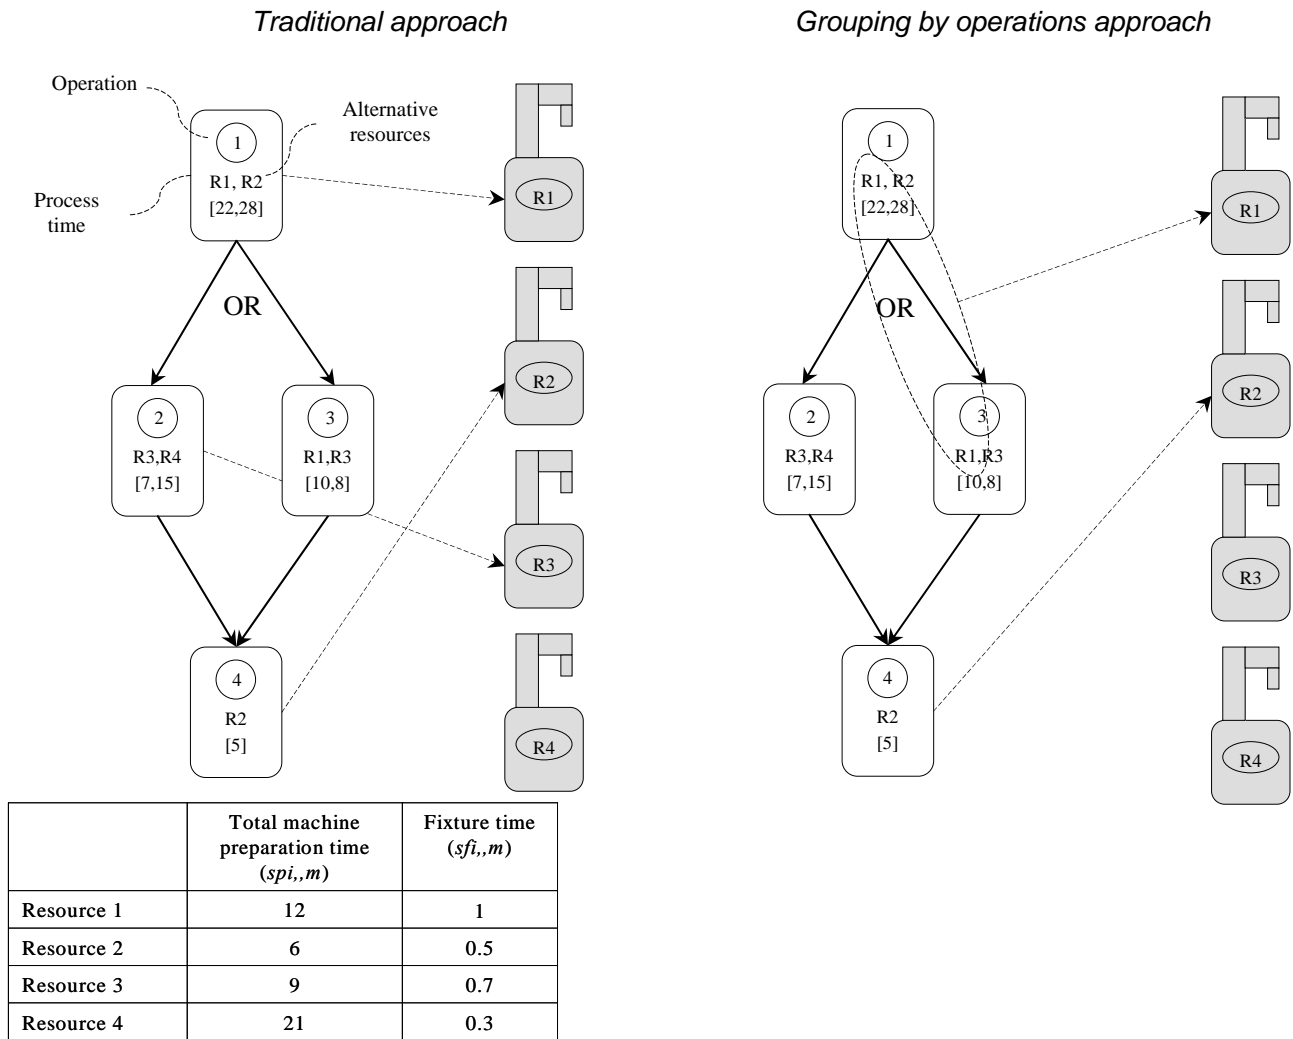 Traditional approach
Grouping by operations approach
Operation
Alternative
resources
Process
time
1
R1, R2
[22,28]
OR
2
R3,R4
[7,15]
3
R1,R3
[10,8]
4
R2
[5]
R1
R2
R3
R4
1
R1, R2
[22,28]
OR
2
R3,R4
[7,15]
3
R1,R3
[10,8]
4
R2
[5]
R1
R2
R3
R4
Total machine
preparation time
(spi,,m)
Fixture time
(sfi,,m)
Resource 1 12 1
Resource 2 6 0.5
Resource 3 9 0.7
Resource 4 21 0.3